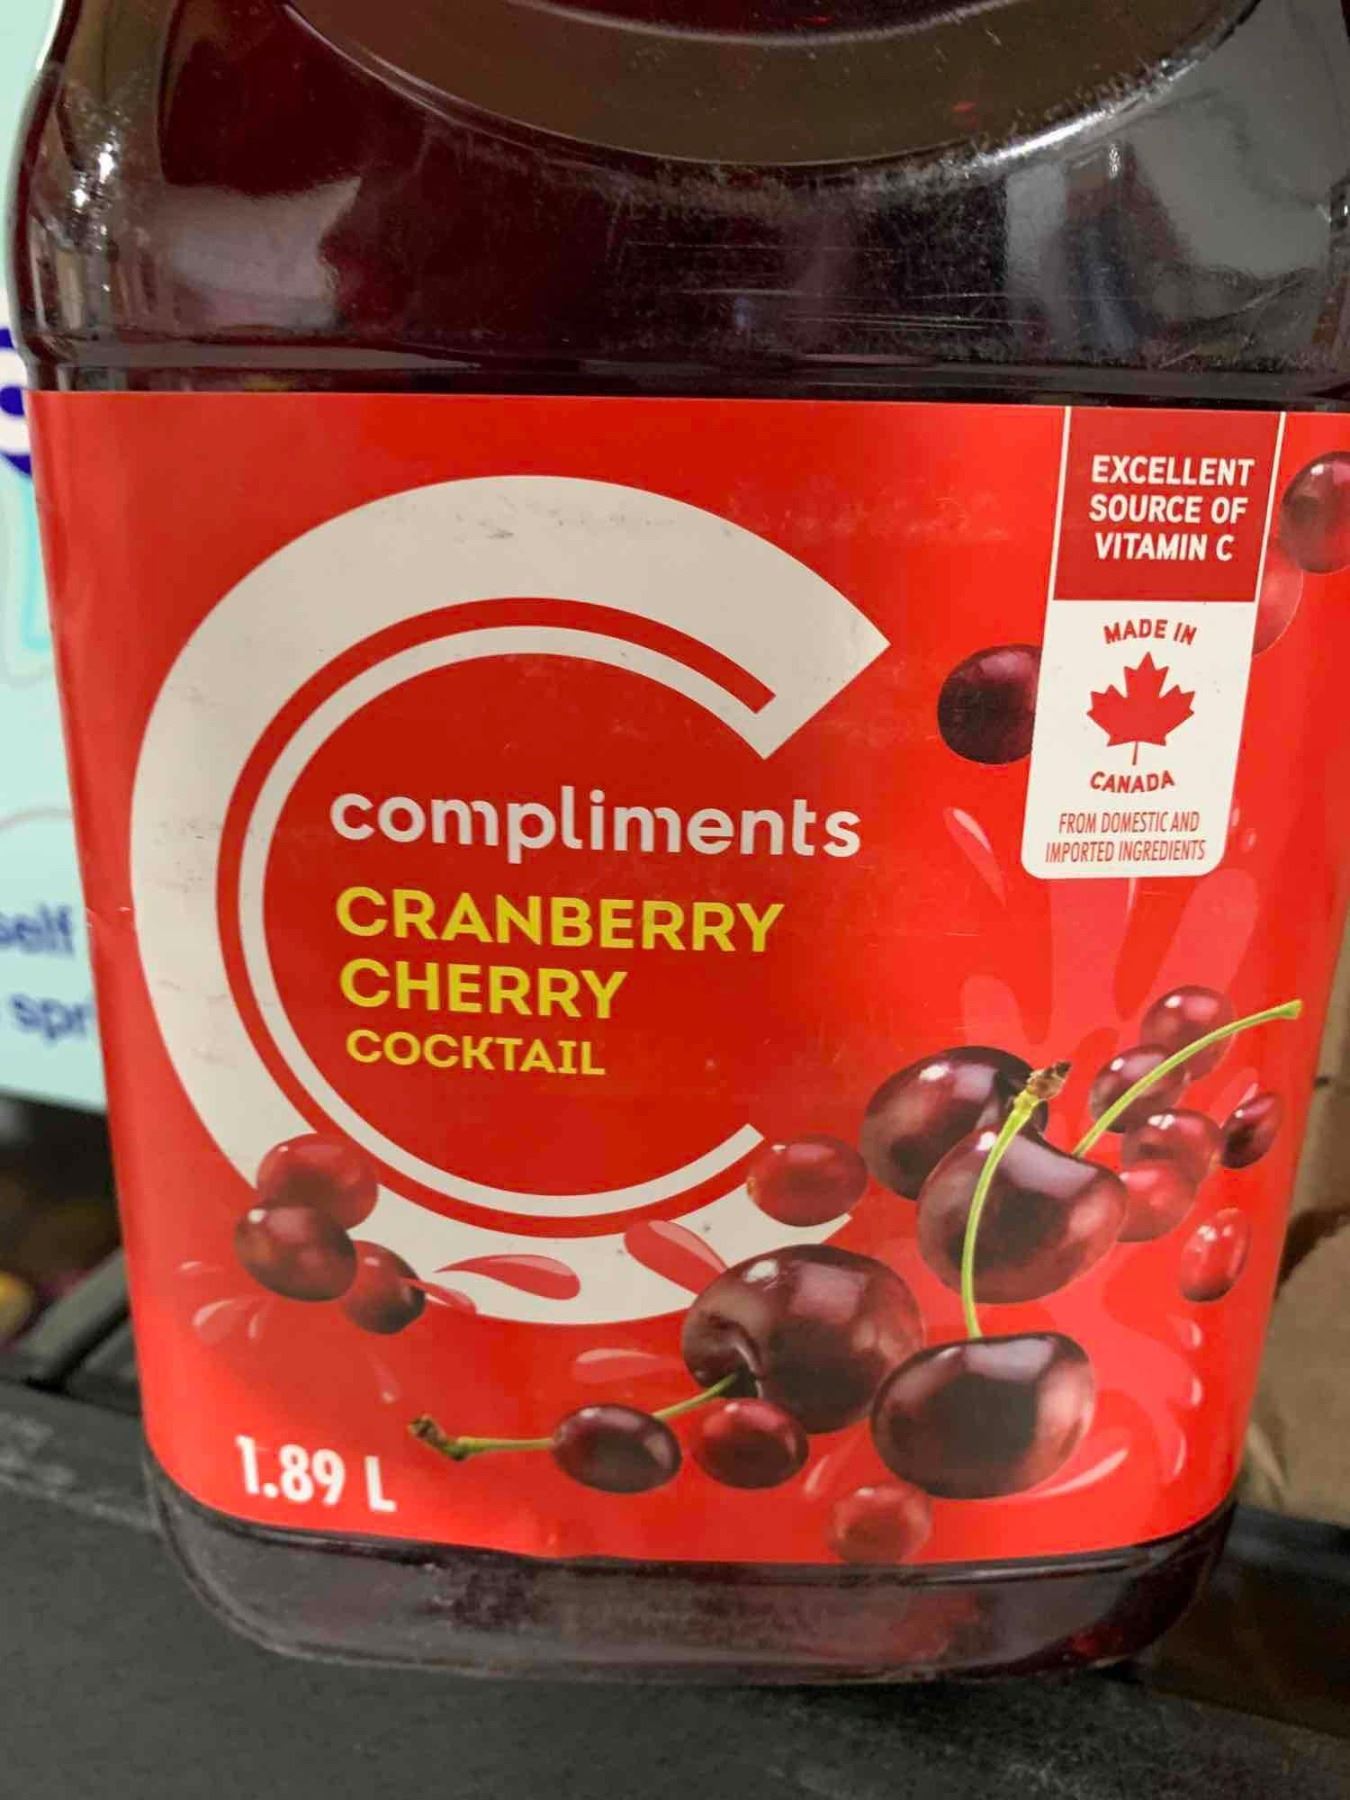 EXCELLENT
SOURCE OF
VITAMIN C
MADE IN
CANADA
FROM DOMESTIC AND
IMPORTED INGREDIENTS
compliments
CRANBERRY
CHERRY
COCKTAIL
1.89 L